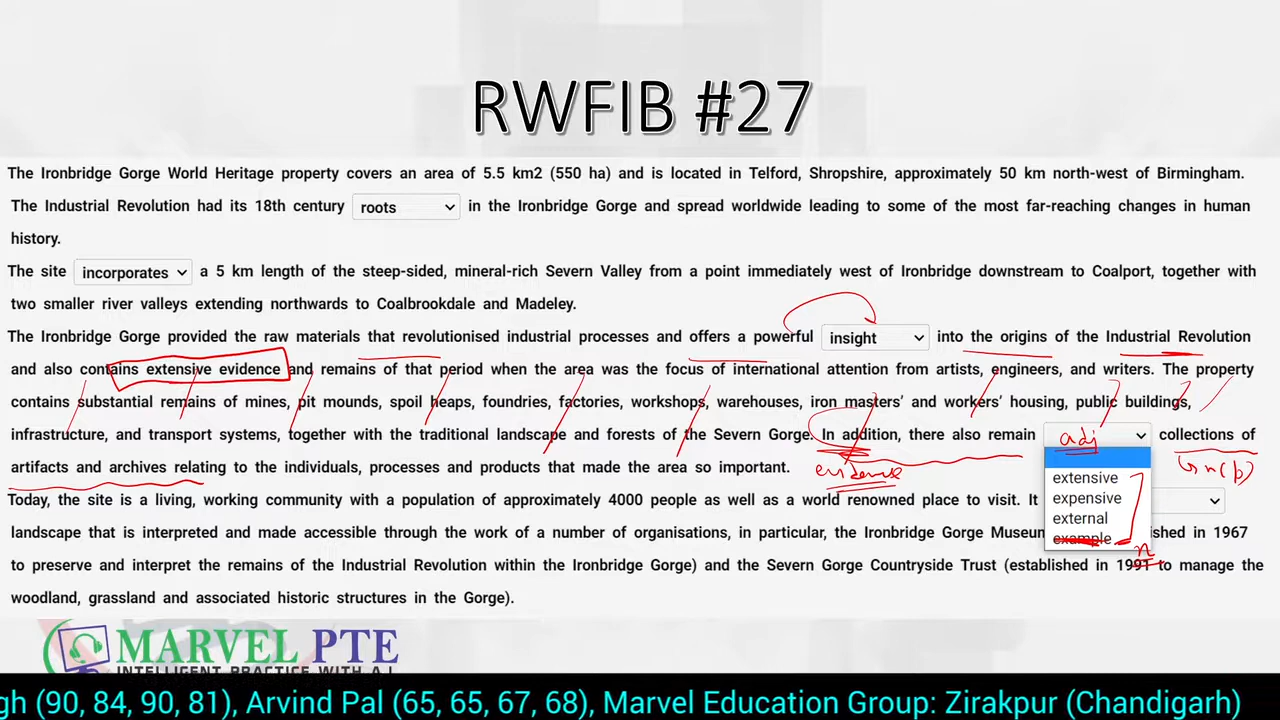 RWFIB #27
The Ironbridge Gorge World Heritage property covers an area of 5.5 km2 (550 ha) and is located in Telford, Shropshire, approximately 50 km north-west of Birmingham.
The Industrial Revolution had its 18th century roots in the Ironbridge Gorge and spread worldwide leading to some of the most far-reaching changes in human
history.
The site incorporates a 5 km length of the steep-sided, mineral-rich Severn Valley from a point immediately west of Ironbridge downstream to Coalport, together with
two smaller river valleys extending northwards to Coalbrookdale and Madeley.
The Ironbridge Gorge provided the raw materials that revolutionised industrial processes and offers a powerful insight into the origins of the Industrial Revolution
and also contains extensive evidence and remains of that period when the area was the focus of international attention from artists, engineers, and writers. The property
contains substantial remains of mines, pit mounds, spoil heaps, foundries, factories, workshops, warehouses, iron masters' and workers' housing, public buildings,
infrastructure, and transport systems, together with the traditional landscape and forests of the Severn Gorge. In addition, there also remain adj collections of
artifacts and archives relating to the individuals, processes and products that made the area so important. evidence n(p)
extensive
Today, the site is a living, working community with a population of approximately 4000 people as well as a world renowned place to visit. It
expensive
external
landscape that is interpreted and made accessible through the work of a number of organisations, in particular, the Ironbridge Gorge Museum ished in 1967
example
n
to preserve and interpret the remains of the Industrial Revolution within the Ironbridge Gorge) and the Severn Gorge Countryside Trust (established in 1991 to manage the
woodland, grassland and associated historic structures in the Gorge).
MARVEL PTE
INTELLIGENT PRACTICE WITH A.I
gh (90, 84, 90, 81), Arvind Pal (65, 65, 67, 68), Marvel Education Group: Zirakpur (Chandigarh)